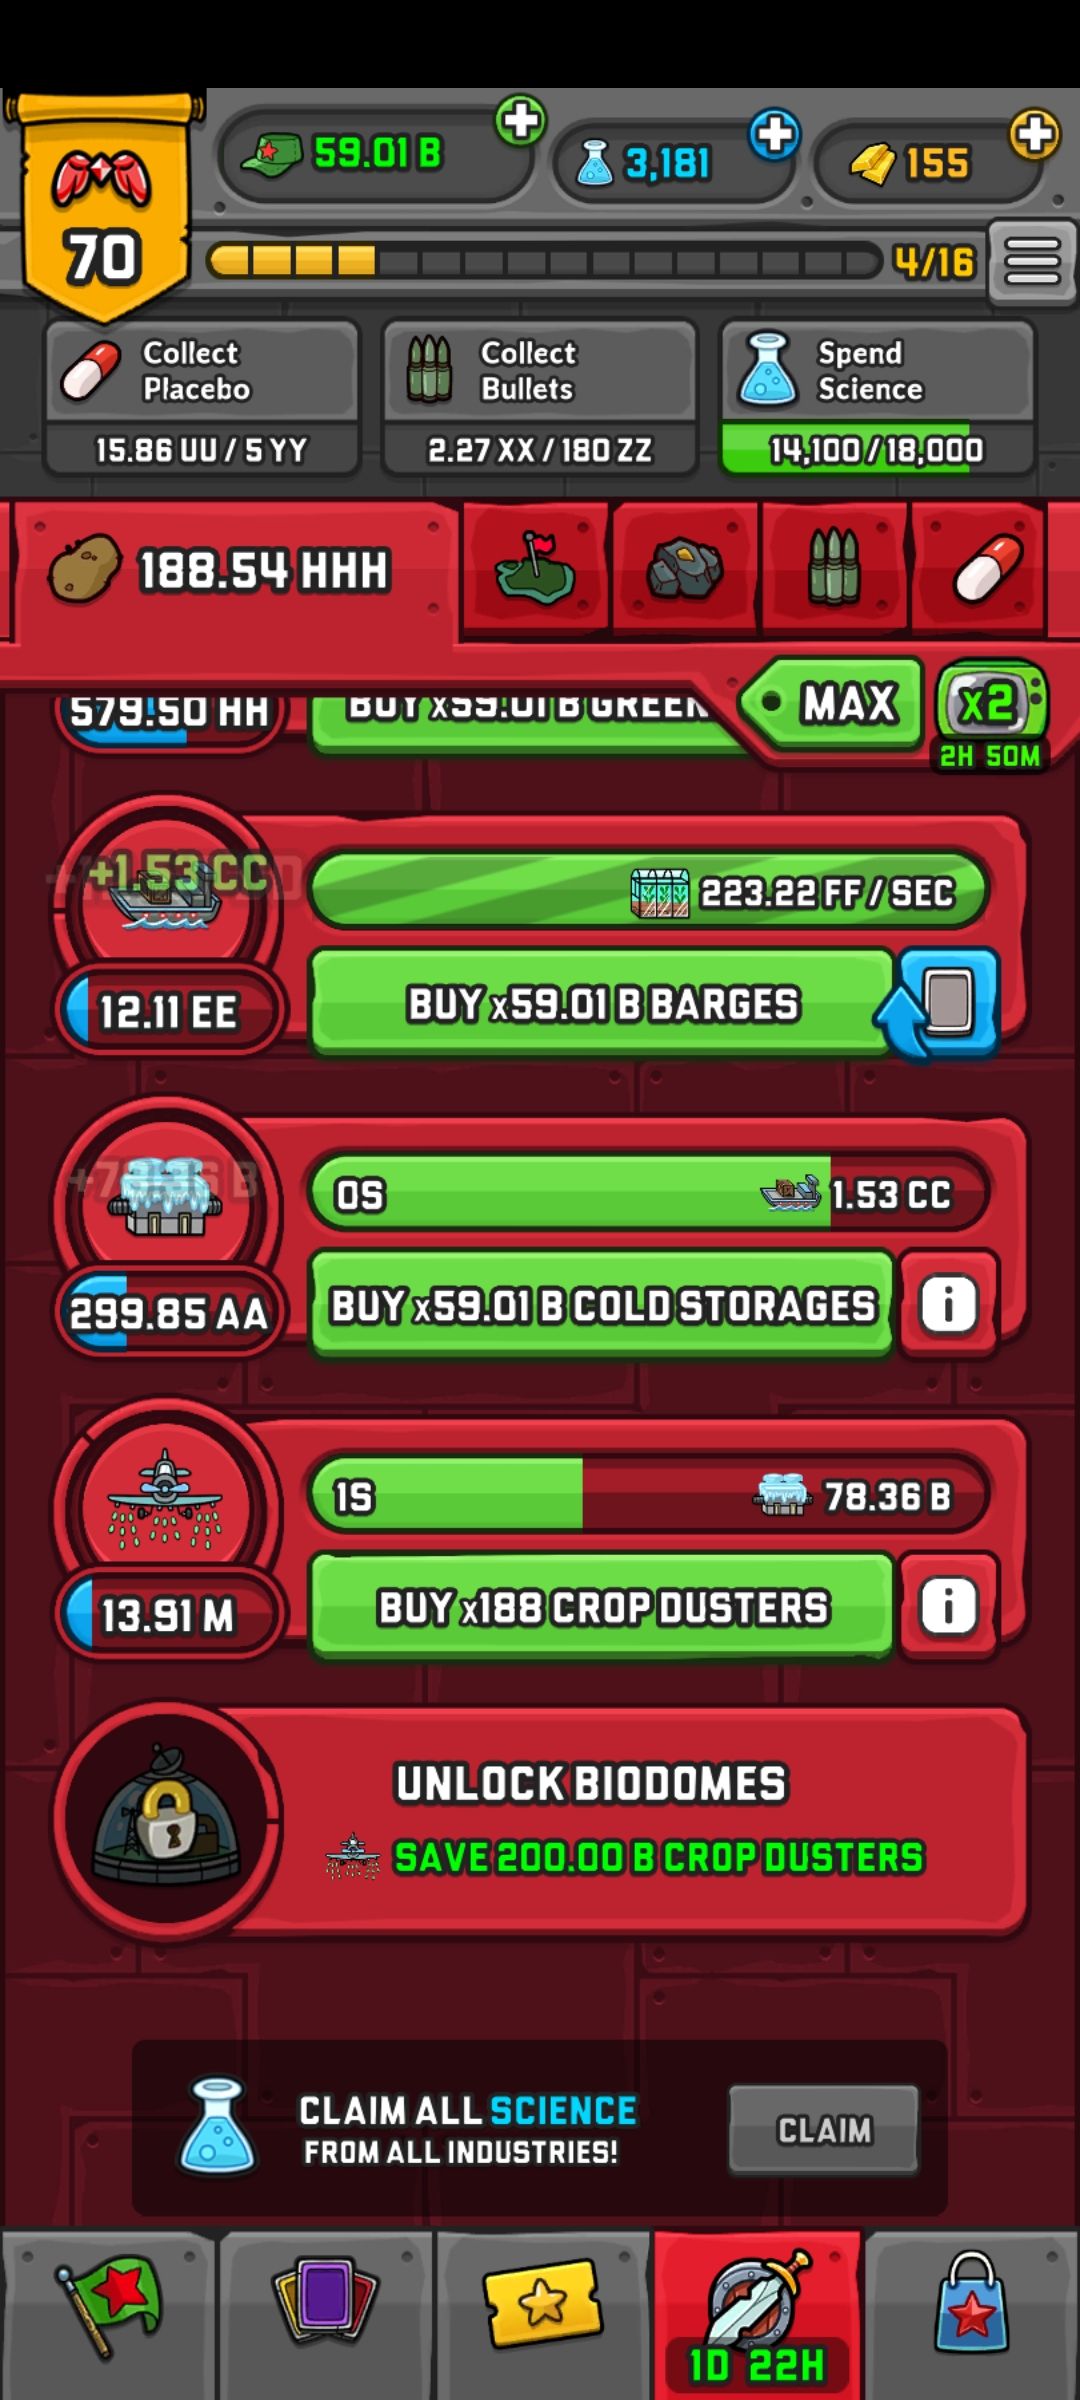 59.01 B
3,181
155
70
4/16
Collect
Placebo
15.86 UU / 5 YY
Collect
Bullets
2.27 XX / 180 ZZ
Spend
Science
14,100 / 18,000
188.54 HHH
MAX
x2
2H 50M
579.50 HH
BUY x59.01 B GREEN
+1.53 CC
223.22 FF / SEC
12.11 EE
BUY x59.01 B BARGES
+78.36 B
0S
1.53 CC
299.85 AA
BUY x59.01 B COLD STORAGES
i
1S
78.36 B
13.91 M
BUY x188 CROP DUSTERS
i
UNLOCK BIODOMES
SAVE 200.00 B CROP DUSTERS
CLAIM ALL SCIENCE
FROM ALL INDUSTRIES!
CLAIM
1D 22H